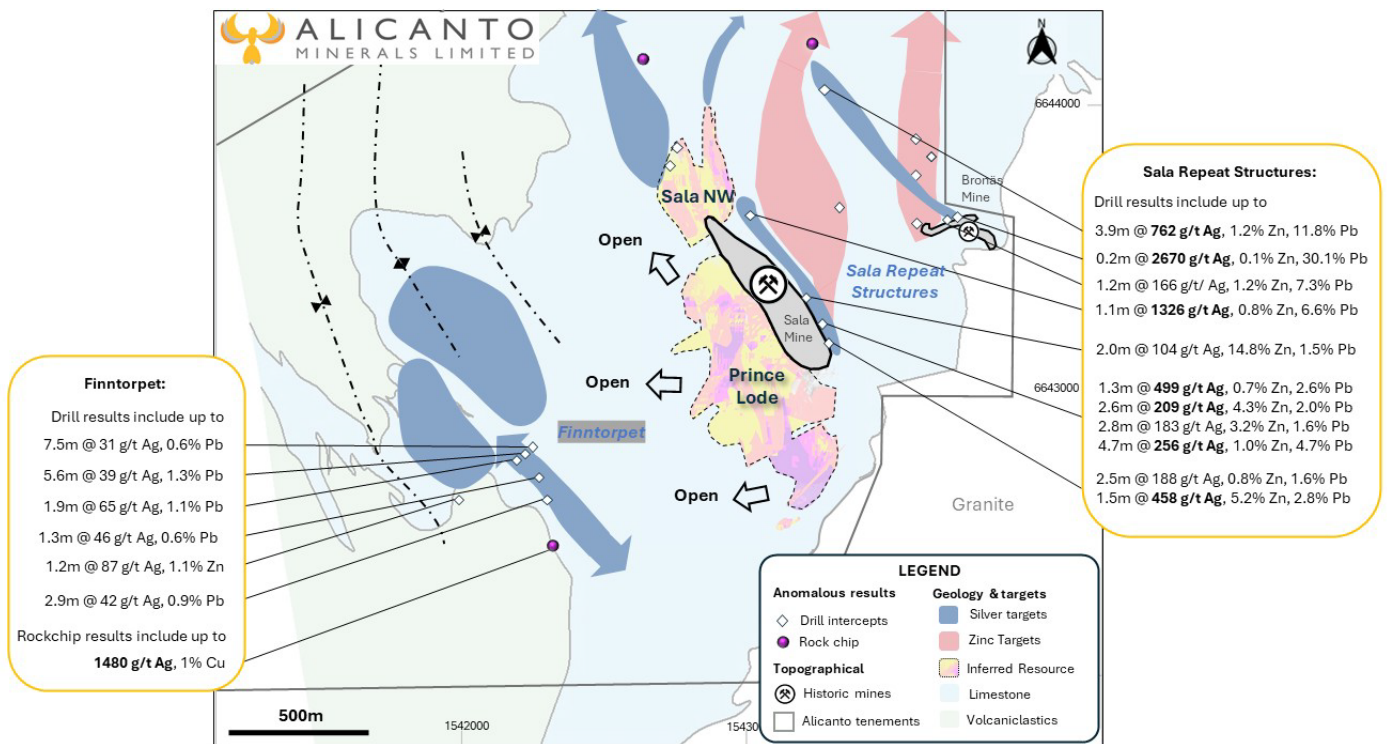 ALICANTO
MINERALS LIMITED
N
6644000
Sala NW
Bronäs
Mine
Open
Sala Repeat
Structures
Sala
Mine
6643000
Open
Prince
Lode
Finntorpet
Open
Granite
500m
1542000
1543000
Finntorpet:
Drill results include up to
7.5m @ 31 g/t Ag, 0.6% Pb
5.6m @ 39 g/t Ag, 1.3% Pb
1.9m @ 65 g/t Ag, 1.1% Pb
1.3m @ 46 g/t Ag, 0.6% Pb
1.2m @ 87 g/t Ag, 1.1% Zn
2.9m @ 42 g/t Ag, 0.9% Pb
Rockchip results include up to
1480 g/t Ag, 1% Cu
Sala Repeat Structures:
Drill results include up to
3.9m @ 762 g/t Ag, 1.2% Zn, 11.8% Pb
0.2m @ 2670 g/t Ag, 0.1% Zn, 30.1% Pb
1.2m @ 166 g/t/ Ag, 1.2% Zn, 7.3% Pb
1.1m @ 1326 g/t Ag, 0.8% Zn, 6.6% Pb
2.0m @ 104 g/t Ag, 14.8% Zn, 1.5% Pb
1.3m @ 499 g/t Ag, 0.7% Zn, 2.6% Pb
2.6m @ 209 g/t Ag, 4.3% Zn, 2.0% Pb
2.8m @ 183 g/t Ag, 3.2% Zn, 1.6% Pb
4.7m @ 256 g/t Ag, 1.0% Zn, 4.7% Pb
2.5m @ 188 g/t Ag, 0.8% Zn, 1.6% Pb
1.5m @ 458 g/t Ag, 5.2% Zn, 2.8% Pb
LEGEND
Anomalous results
Drill intercepts
Rock chip
Topographical
Historic mines
Alicanto tenements
Geology & targets
Silver targets
Zinc Targets
Inferred Resource
Limestone
Volcaniclastics